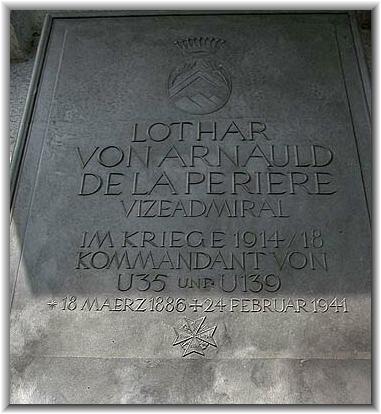 LOTHAR
VON ARNAULD
DE LA PERIERE
VIZEADMIRAL
IM KRIEGE 1914/18
KOMMANDANT VON
U35 UND U139
* 18 MAERZ 1886 + 24 FEBRUAR 1941